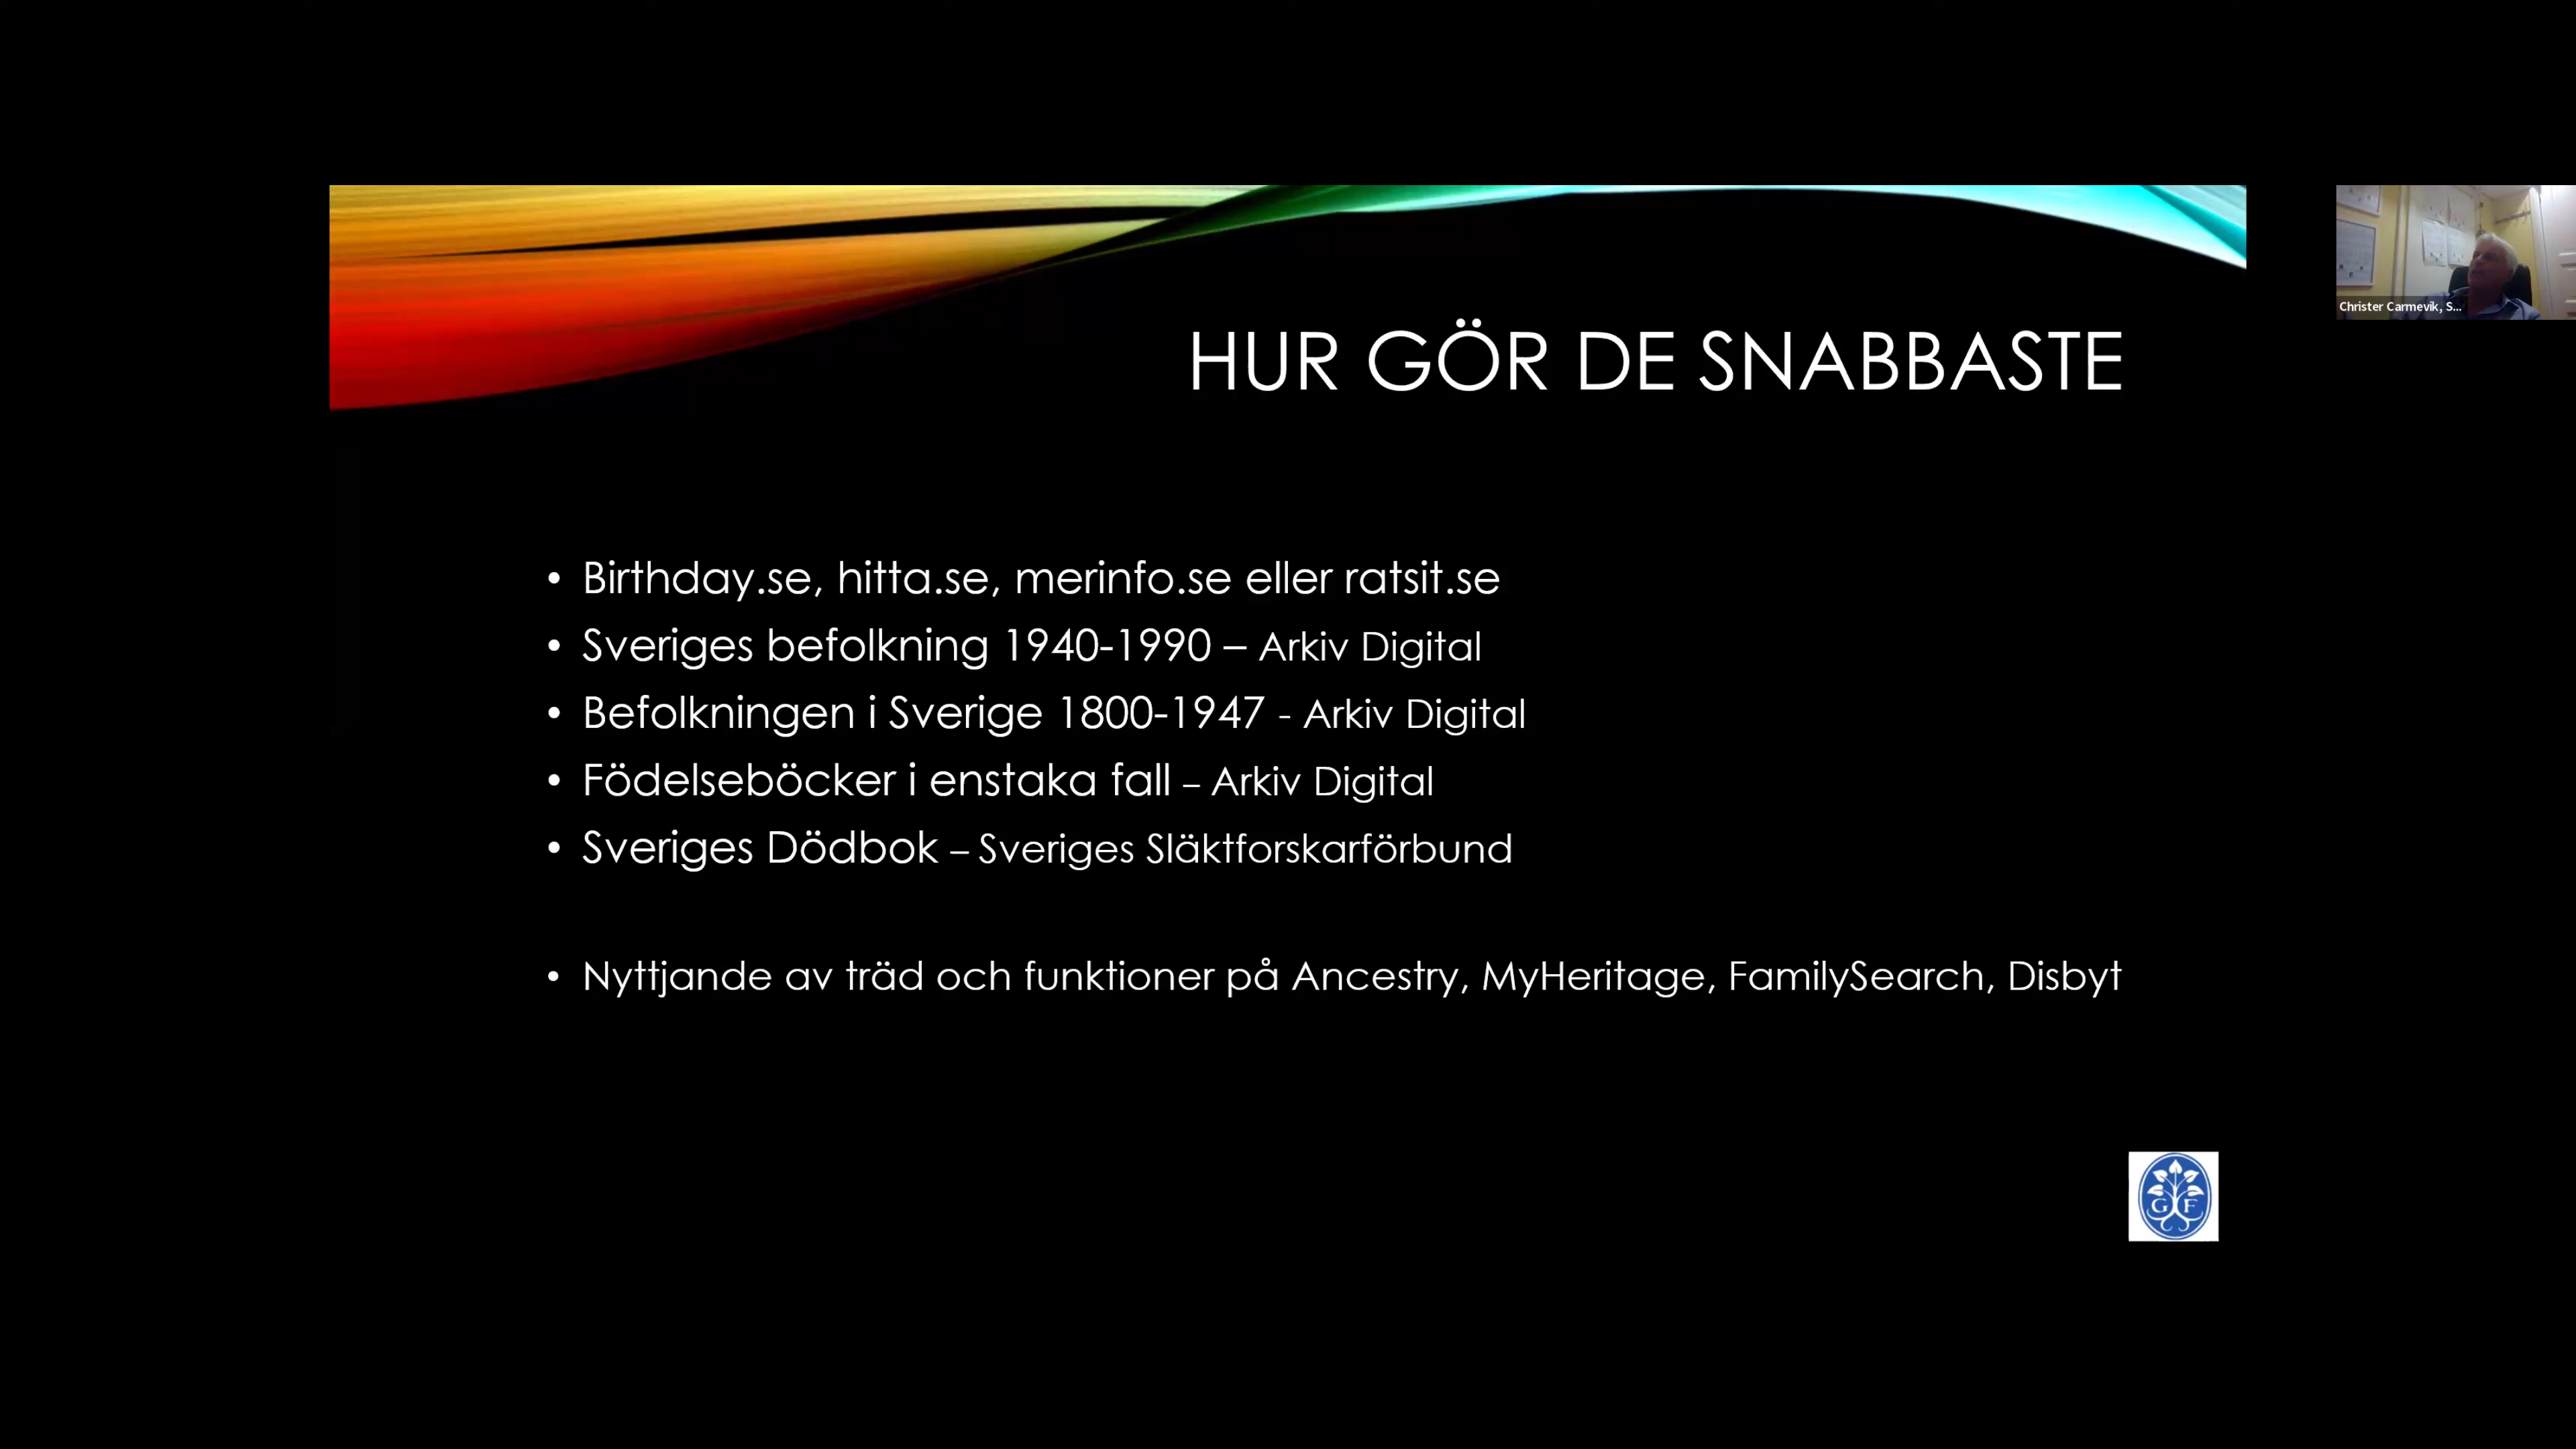 HUR GÖR DE SNABBASTE
Christer Carmevik, S...
• Birthday.se, hitta.se, merinfo.se eller ratsit.se
• Sveriges befolkning 1940-1990 – Arkiv Digital
• Befolkningen i Sverige 1800-1947 - Arkiv Digital
• Födelseböcker i enstaka fall – Arkiv Digital
• Sveriges Dödbok – Sveriges Släktforskarförbund
• Nyttjande av träd och funktioner på Ancestry, MyHeritage, FamilySearch, Disbyt
G F